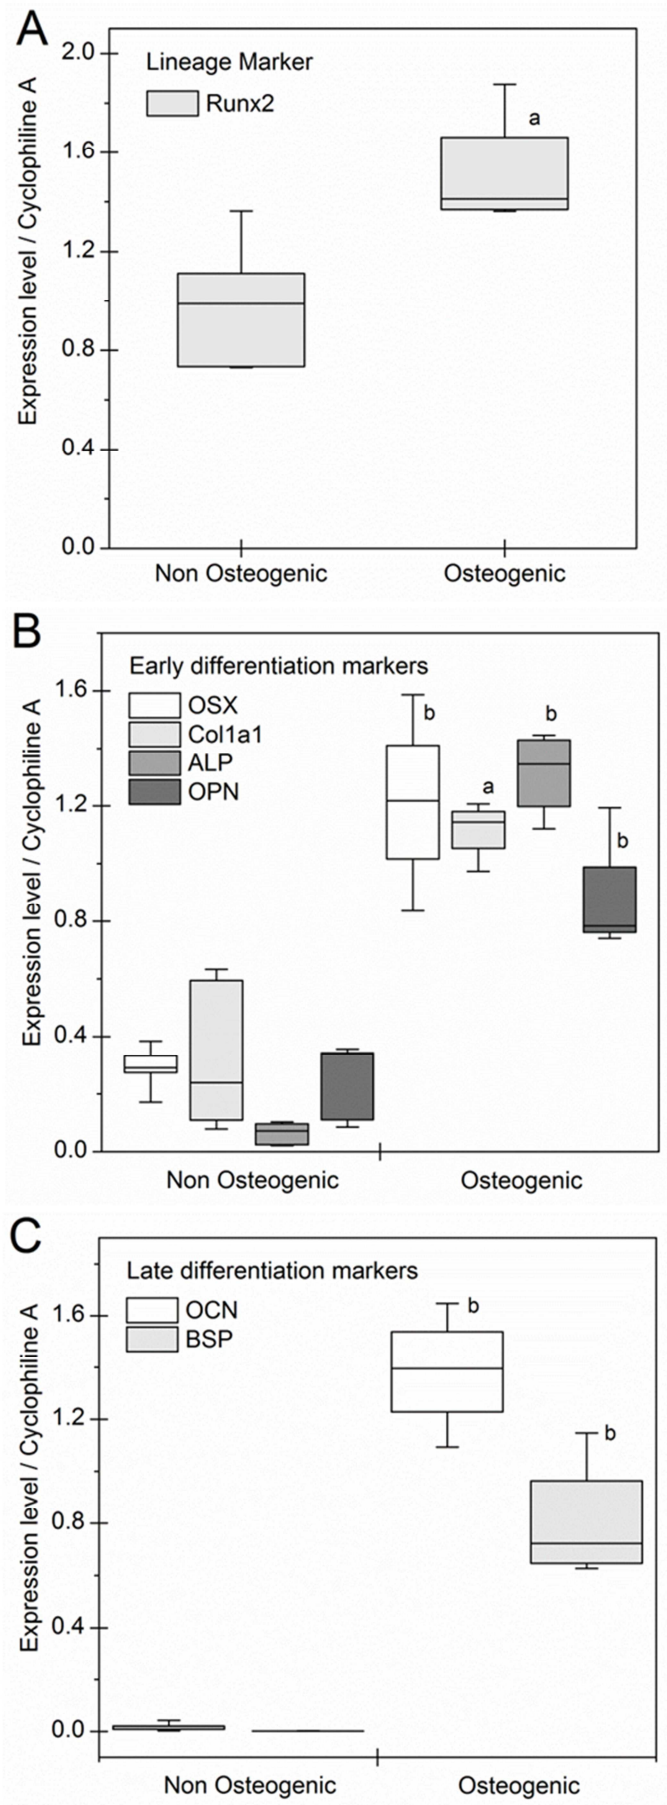 A
Expression level / Cyclophiline A
2.0
1.6
1.2
0.8
0.4
0.0
Lineage Marker
Runx2
a
Non Osteogenic
Osteogenic
B
Expression level / Cyclophiline A
1.6
1.2
0.8
0.4
0.0
Early differentiation markers
OSX
Col1a1
ALP
OPN
b
a
b
b
Non Osteogenic
Osteogenic
C
Expression level / Cyclophiline A
1.6
1.2
0.8
0.4
0.0
Late differentiation markers
OCN
BSP
b
b
Non Osteogenic
Osteogenic